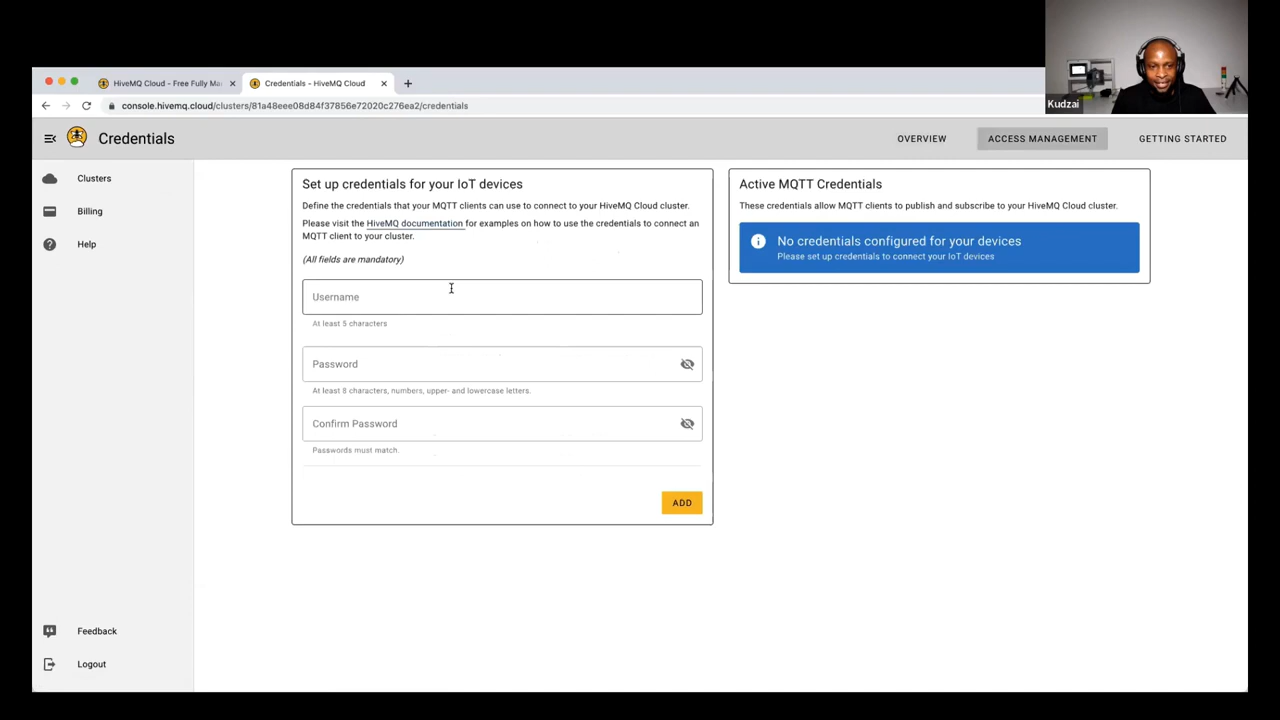 Kudzai
HiveMQ Cloud - Free Fully Ma
Credentials - HiveMQ Cloud
console.hivemq.cloud/clusters/81a48eee08d84f37856e72020c276ea2/credentials
Credentials
OVERVIEW
ACCESS MANAGEMENT
GETTING STARTED
Clusters
Billing
Help
Feedback
Logout
Set up credentials for your IoT devices
Define the credentials that your MQTT clients can use to connect to your HiveMQ Cloud cluster.
Please visit the HiveMQ documentation for examples on how to use the credentials to connect an
MQTT client to your cluster.
(All fields are mandatory)
Username
At least 5 characters
Password
At least 8 characters, numbers, upper- and lowercase letters.
Confirm Password
Passwords must match.
ADD
Active MQTT Credentials
These credentials allow MQTT clients to publish and subscribe to your HiveMQ Cloud cluster.
No credentials configured for your devices
Please set up credentials to connect your IoT devices